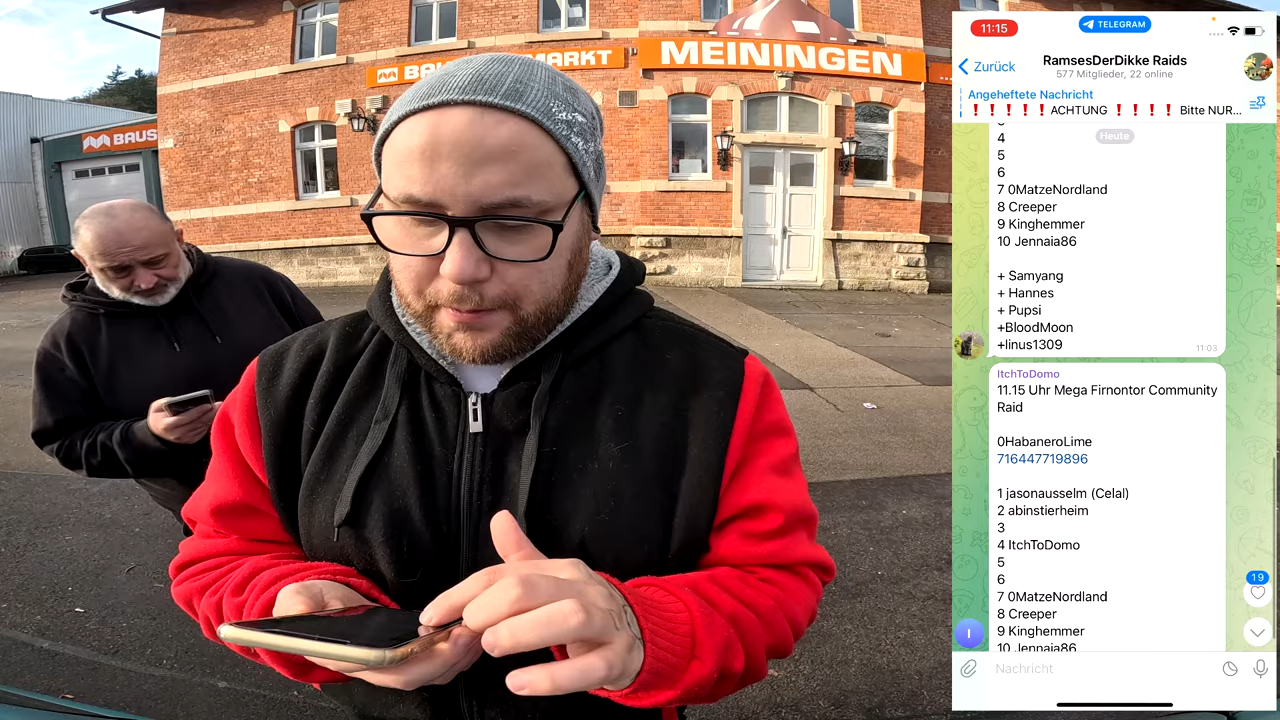 BAUS
MARKT
MEININGEN
11:15
TELEGRAM
Zurück
RamsesDerDikke Raids
577 Mitglieder, 22 online
Angeheftete Nachricht
❗❗❗❗❗ACHTUNG❗❗❗❗Bitte NUR...
Heute
4
5
6
7 0MatzeNordland
8 Creeper
9 Kinghemmer
10 Jennaia86
+ Samyang
+ Hannes
+ Pupsi
+BloodMoon
+linus1309
11:03
ItchToDomo
11.15 Uhr Mega Firnontor Community
Raid
0HabaneroLime
716447719896
1 jasonausselm (Celal)
2 abinstierheim
3
4 ItchToDomo
5
6
7 0MatzeNordland
8 Creeper
9 Kinghemmer
10 Jennaia86
19
I
Nachricht